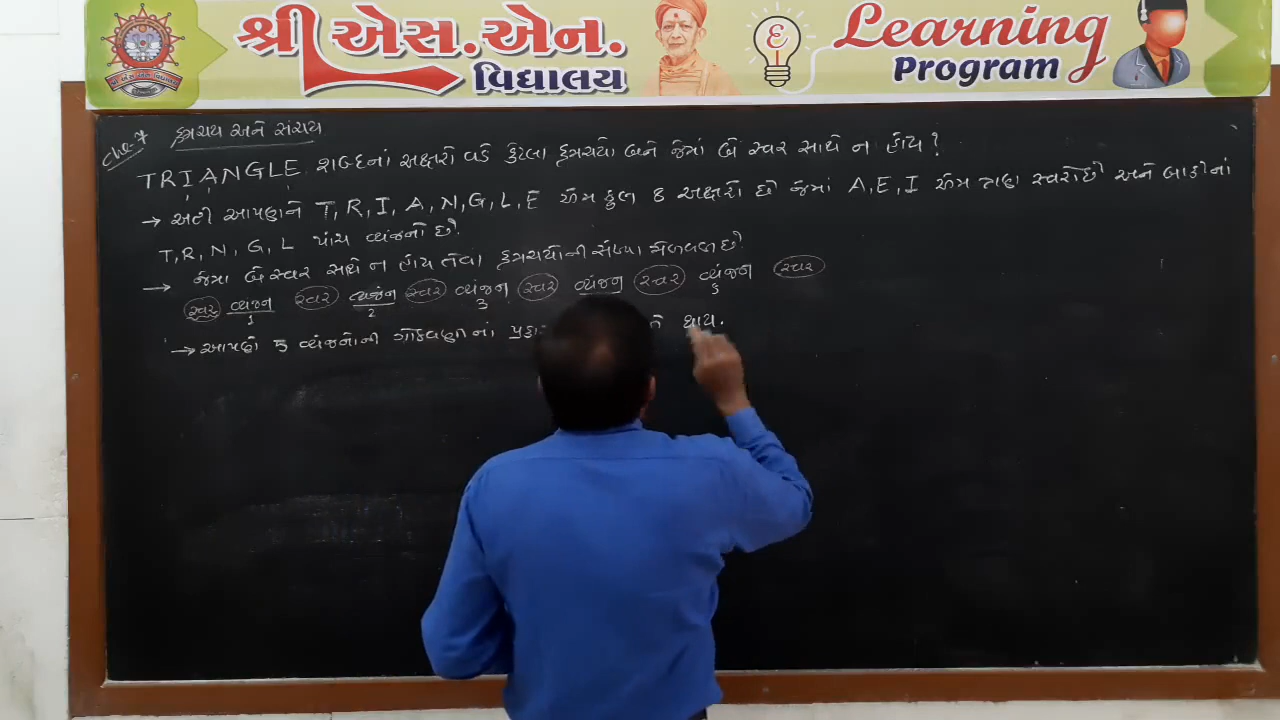 શ્રી એસ.એન. વિદ્યાલય
Learning Program
Ch-7 ક્રમચય અને સંચય
TRIANGLE શબ્દનાં અક્ષરો વડે કેટલા ક્રમચયો બને જેમાં બે સ્વર સાથે ન હોય?
→ અહી આપણને T, R, I, A, N, G, L, E એમ કુલ 8 અક્ષરો છે જેમાં A, E, I એમ ત્રણ સ્વરો છે અને બાકીનાં
T, R, N, G, L પાંચ વ્યંજનો છે.
→ જેમા બે સ્વર સાથે ન હોય તેવા ક્રમચયોની સંખ્યા મેળવવા છે
સ્વર વ્યંજન સ્વર વ્યંજન સ્વર વ્યંજન સ્વર વ્યંજન સ્વર વ્યંજન સ્વર
1 2 3 5
→ આપણે 5 વ્યંજનોની ગોઠવણીનાં થાય.